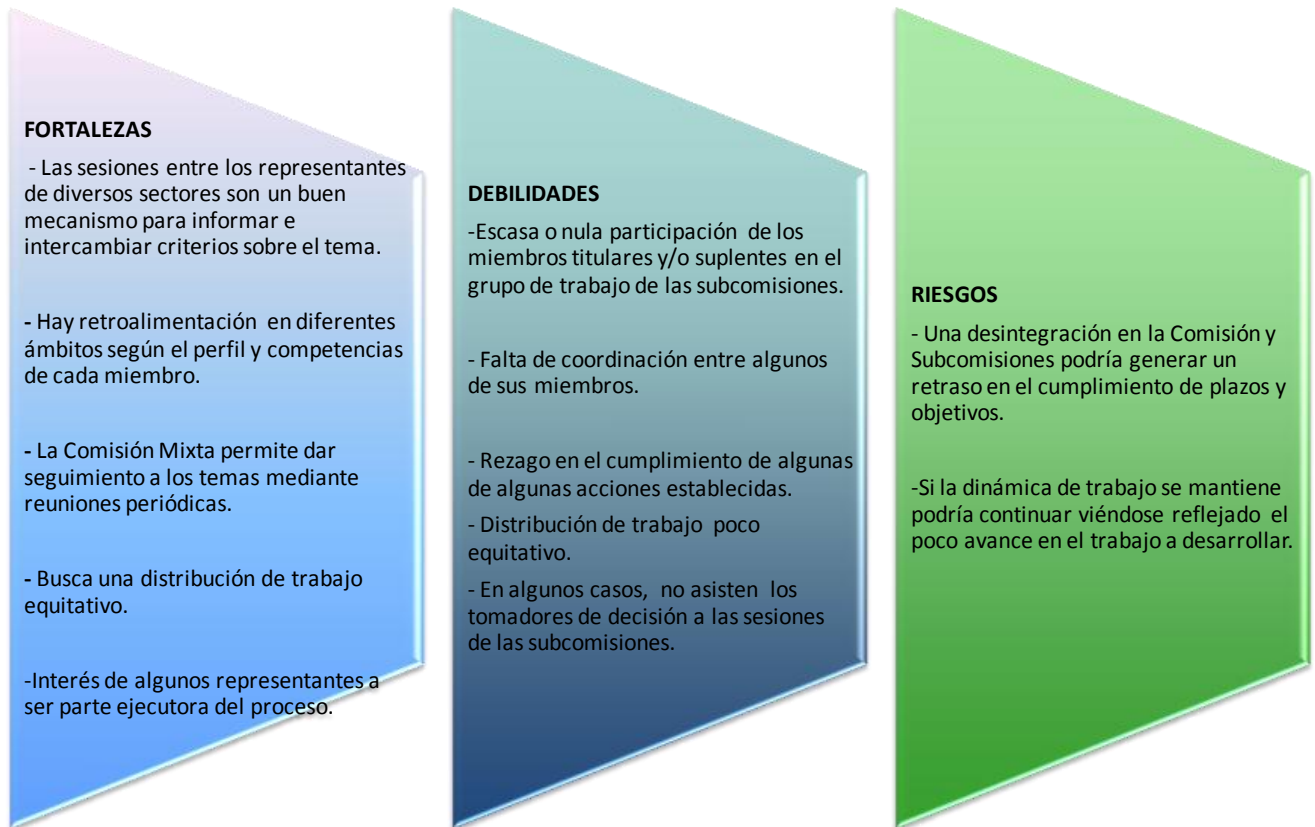 FORTALEZAS
- Las sesiones entre los representantes
de diversos sectores son un buen
mecanismo para informar e
intercambiar criterios sobre el tema.
- Hay retroalimentación en diferentes
ámbitos según el perfil y competencias
de cada miembro.
- La Comisión Mixta permite dar
seguimiento a los temas mediante
reuniones periódicas.
- Busca una distribución de trabajo
equitativo.
-Interés de algunos representantes a
ser parte ejecutora del proceso.
DEBILIDADES
-Escasa o nula participación de los
miembros titulares y/o suplentes en el
grupo de trabajo de las subcomisiones.
- Falta de coordinación entre algunos
de sus miembros.
- Rezago en el cumplimiento de algunas
de algunas acciones establecidas.
- Distribución de trabajo poco
equitativo.
- En algunos casos, no asisten los
tomadores de decisión a las sesiones
de las subcomisiones.
RIESGOS
- Una desintegración en la Comisión y
Subcomisiones podría generar un
retraso en el cumplimiento de plazos y
objetivos.
-Si la dinámica de trabajo se mantiene
podría continuar viéndose reflejado el
poco avance en el trabajo a desarrollar.